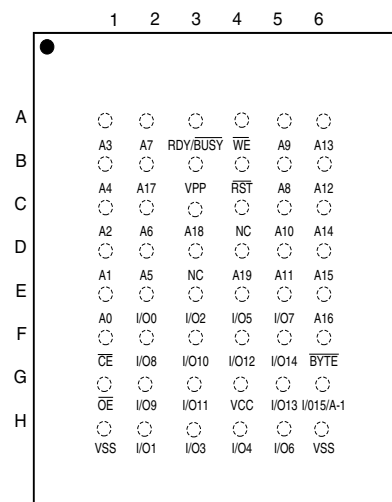 1 2 3 4 5 6
A
A3 A7 RDY/BUSY WE A9 A13
B
A4 A17 VPP RST A8 A12
C
A2 A6 A18 NC A10 A14
D
A1 A5 NC A19 A11 A15
E
A0 I/O0 I/O2 I/O5 I/O7 A16
F
CE I/O8 I/O10 I/O12 I/O14 BYTE
G
OE I/O9 I/O11 VCC I/O13 I/015/A-1
H
VSS I/O1 I/O3 I/O4 I/O6 VSS